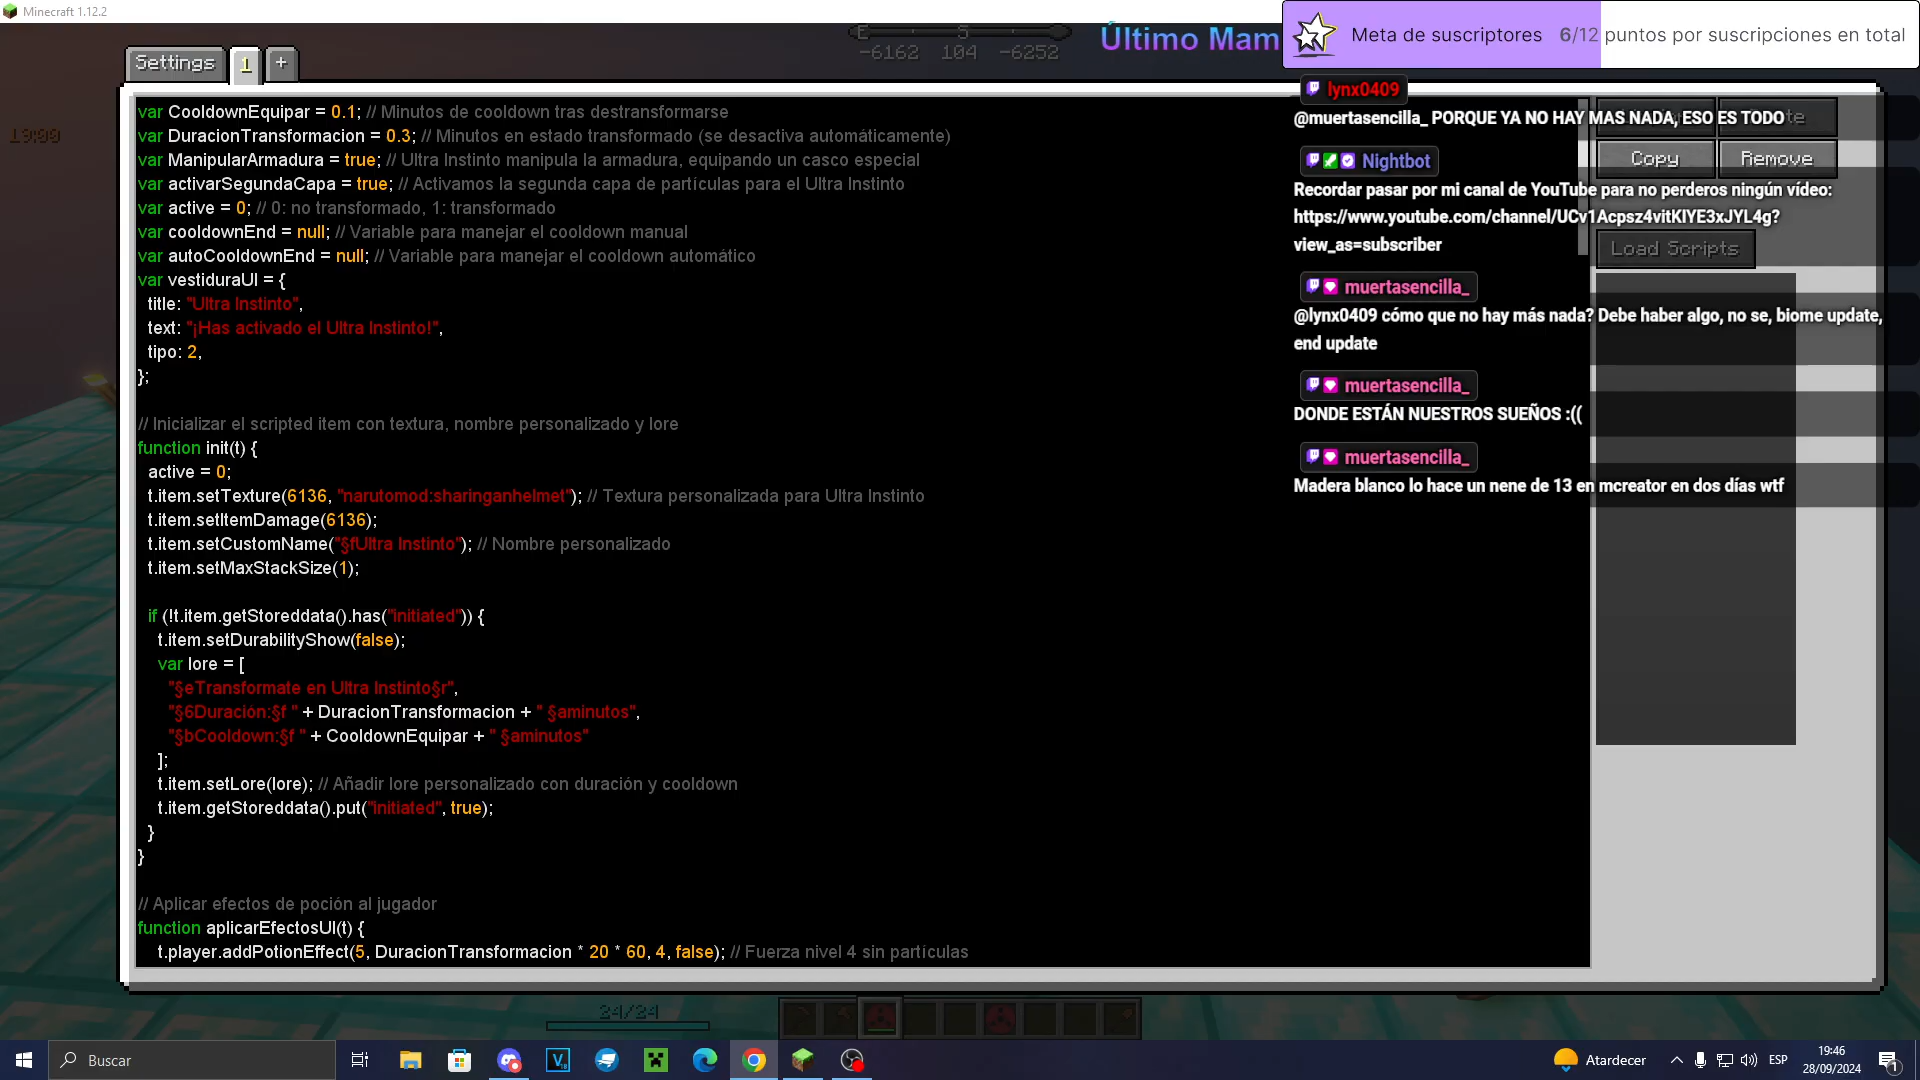 Minecraft 1.12.2
E S
-6162 104 -6252
Último Mam
Meta de suscriptores 6/12 puntos por suscripciones en total
Settings 1 +
19:00
var CooldownEquipar = 0.1; // Minutos de cooldown tras destransformarse
var DuracionTransformacion = 0.3; // Minutos en estado transformado (se desactiva automáticamente)
var ManipularArmadura = true; // Ultra Instinto manipula la armadura, equipando un casco especial
var activarSegundaCapa = true; // Activamos la segunda capa de partículas para el Ultra Instinto
var active = 0; // 0: no transformado, 1: transformado
var cooldownEnd = null; // Variable para manejar el cooldown manual
var autoCooldownEnd = null; // Variable para manejar el cooldown automático
var vestiduraUI = {
title: "Ultra Instinto",
text: "¡Has activado el Ultra Instinto!",
tipo: 2,
};
// Inicializar el scripted item con textura, nombre personalizado y lore
function init(t) {
active = 0;
t.item.setTexture(6136, "narutomod:sharinganhelmet"); // Textura personalizada para Ultra Instinto
t.item.setItemDamage(6136);
t.item.setCustomName("§fUltra Instinto"); // Nombre personalizado
t.item.setMaxStackSize(1);
if (!t.item.getStoreddata().has("initiated")) {
t.item.setDurabilityShow(false);
var lore = [
"§eTransformate en Ultra Instinto§r",
"§6Duración:§f " + DuracionTransformacion + " §aminutos",
"§bCooldown:§f " + CooldownEquipar + " §aminutos"
];
t.item.setLore(lore); // Añadir lore personalizado con duración y cooldown
t.item.getStoreddata().put("initiated", true);
}
}
// Aplicar efectos de poción al jugador
function aplicarEfectosUI(t) {
t.player.addPotionEffect(5, DuracionTransformacion * 20 * 60, 4, false); // Fuerza nivel 4 sin partículas
lynx0409
@muertasencilla_ PORQUE YA NO HAY MAS NADA, ESO ES TODO
Copy Remove
Nightbot
Recordar pasar por mi canal de YouTube para no perderos ningún vídeo:
https://www.youtube.com/channel/UCv1Acpsz4vitKIYE3xJYL4g?
view_as=subscriber
Load Scripts
muertasencilla_
@lynx0409 cómo que no hay más nada? Debe haber algo, no se, biome update,
end update
muertasencilla_
DONDE ESTÁN NUESTROS SUEÑOS :((
muertasencilla_
Madera blanco lo hace un nene de 13 en mcreator en dos días wtf
24/24
Buscar
Atardecer
ESP
19:46
28/09/2024
1